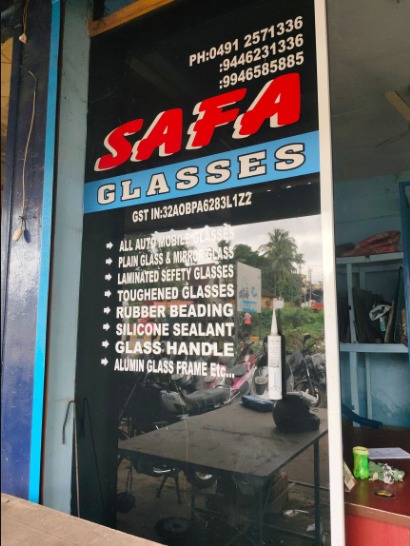 PH:0491 2571336
:9446231336
:9946585885
SAFA
GLASSES
GST IN:32AOBPA6283L1Z2
ALL AUTO MOBILE GLASSES
PLAIN GLASS & MIRROR GLASS
LAMINATED SEFETY GLASSES
TOUGHENED GLASSES
RUBBER BEADING
SILICONE SEALANT
GLASS HANDLE
ALUMIN GLASS FRAME Etc...